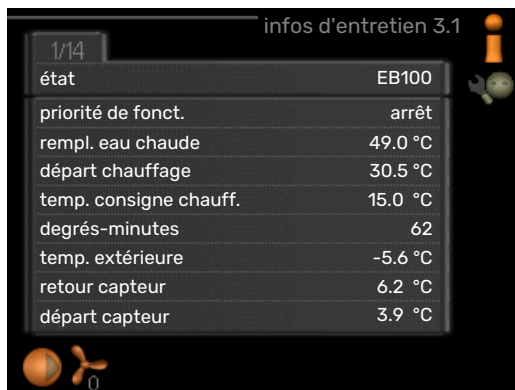 infos d'entretien 3.1
1/14
état EB100
priorité de fonct. arrêt
rempl. eau chaude 49.0 °C
départ chauffage 30.5 °C
temp. consigne chauff. 15.0 °C
degrés-minutes 62
temp. extérieure -5.6 °C
retour capteur 6.2 °C
départ capteur 3.9 °C
0